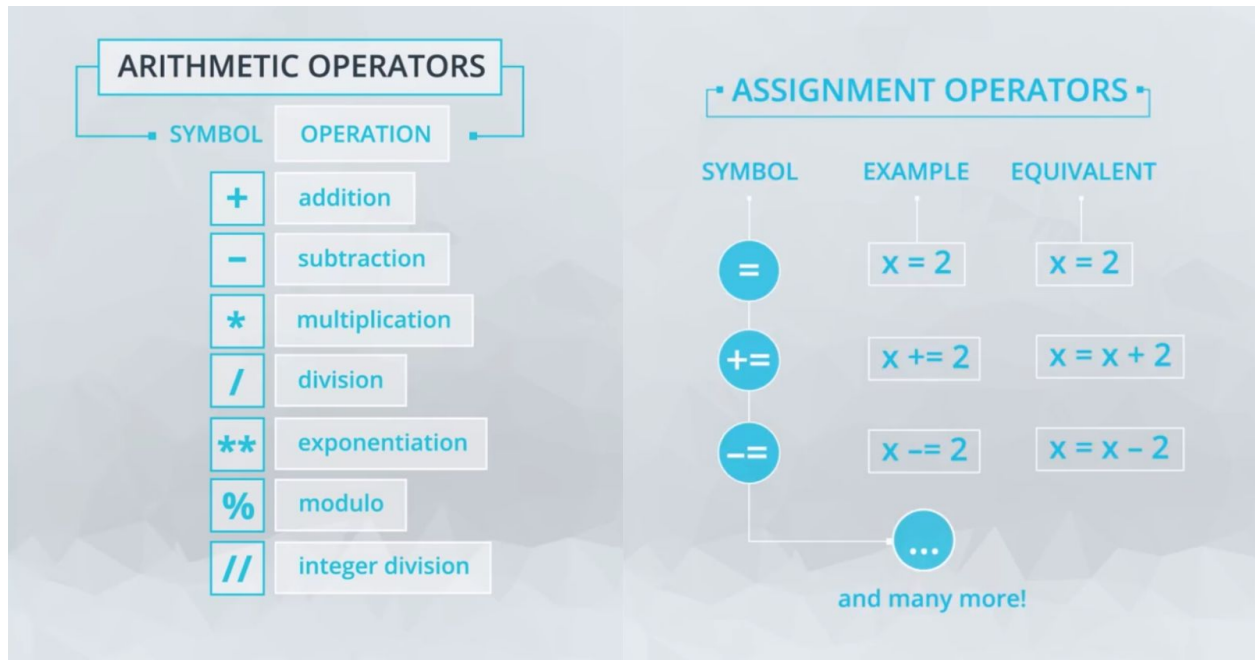 ARITHMETIC OPERATORS
SYMBOL OPERATION
+ addition
– subtraction
* multiplication
/ division
** exponentiation
% modulo
// integer division
ASSIGNMENT OPERATORS
SYMBOL EXAMPLE EQUIVALENT
= x = 2 x = 2
+= x += 2 x = x + 2
–= x –= 2 x = x – 2
...
and many more!